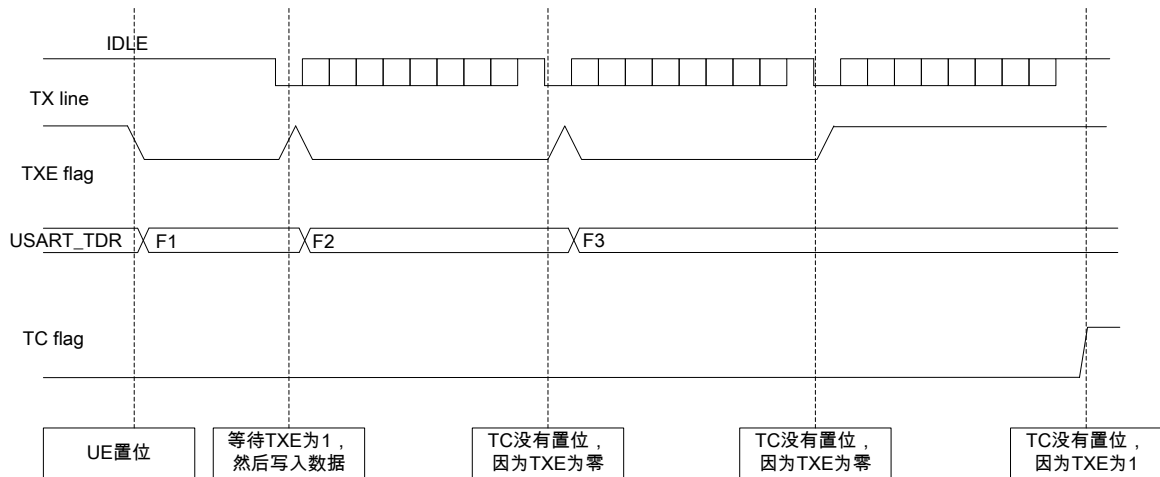 IDLE
TX line
TXE flag
USART_TDR
F1
F2
F3
TC flag
UE置位
等待TXE为1，
然后写入数据
TC没有置位，
因为TXE为零
TC没有置位，
因为TXE为零
TC没有置位，
因为TXE为1